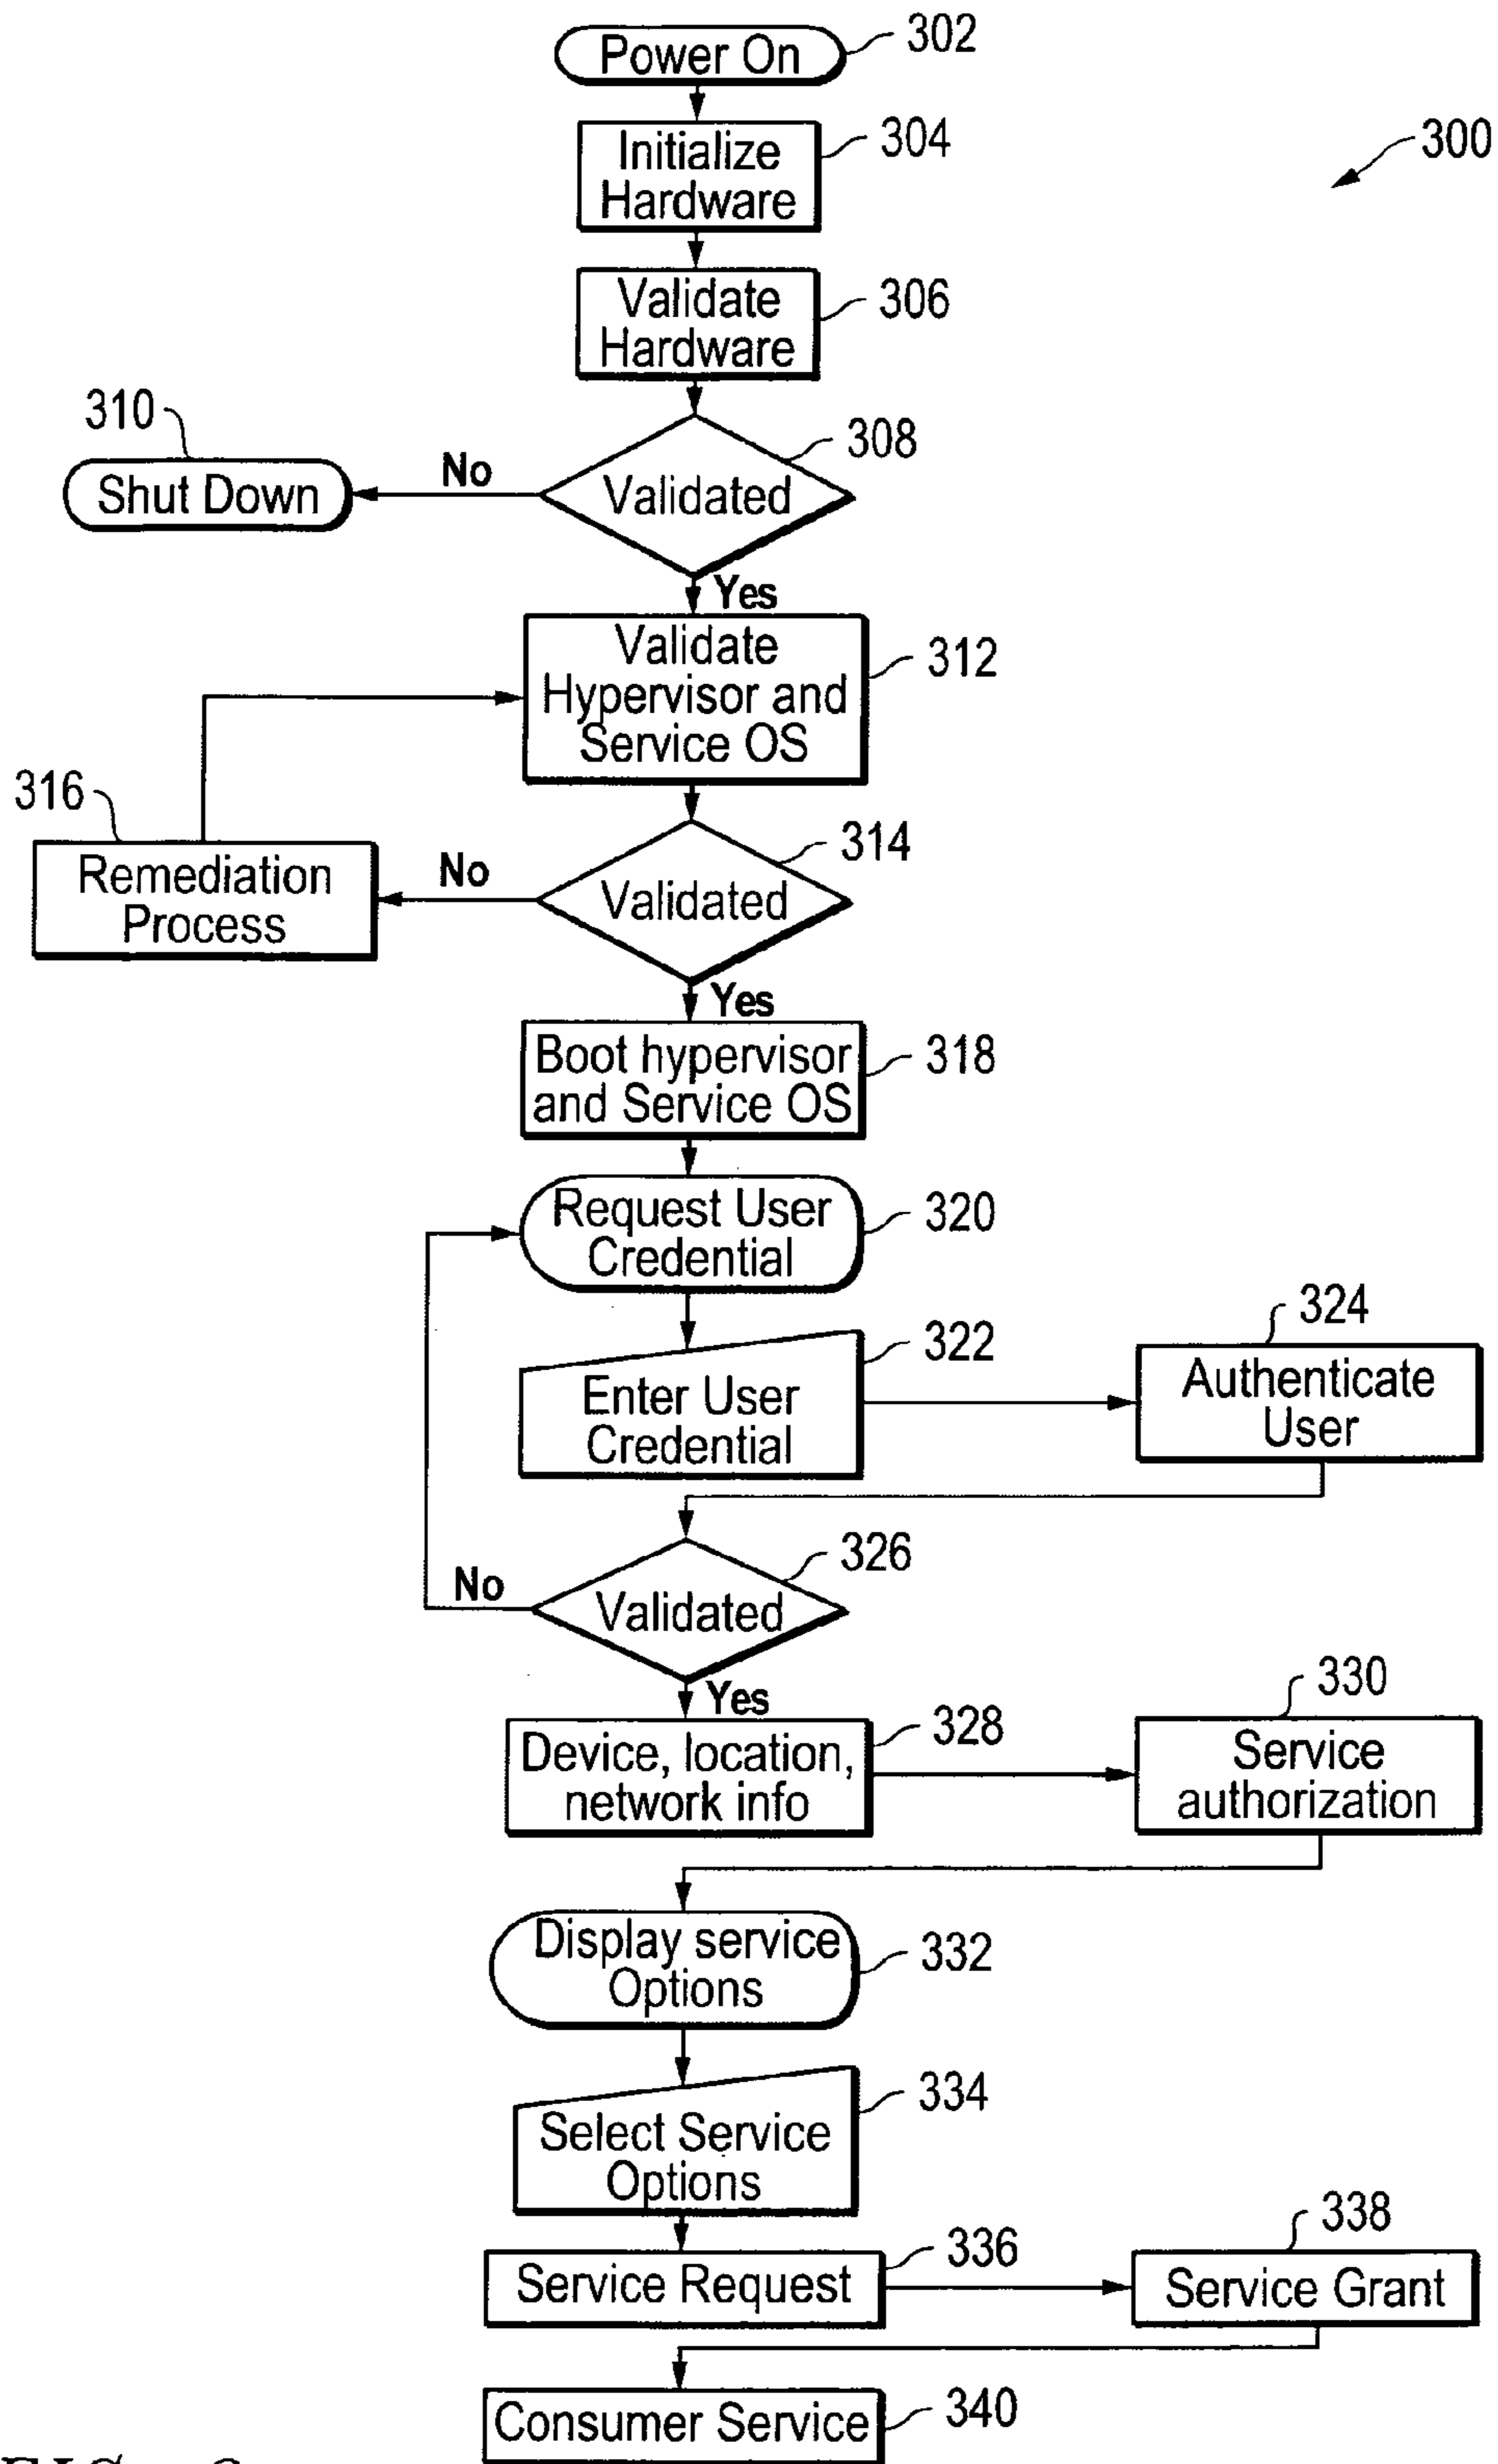 Power On
302
Initialize
Hardware
304
300
Validate
Hardware
306
310
308
Shut Down
No
Validated
Yes
Validate
Hypervisor and
Service OS
312
316
314
Remediation
Process
No
Validated
Yes
Boot hypervisor
and Service OS
318
Request User
Credential
320
322
Enter User
Credential
324
Authenticate
User
326
No
Validated
Yes
Device, location,
network info
328
330
Service
authorization
Display service
Options
332
334
Select Service
Options
336
Service Request
338
Service Grant
Consumer Service
340